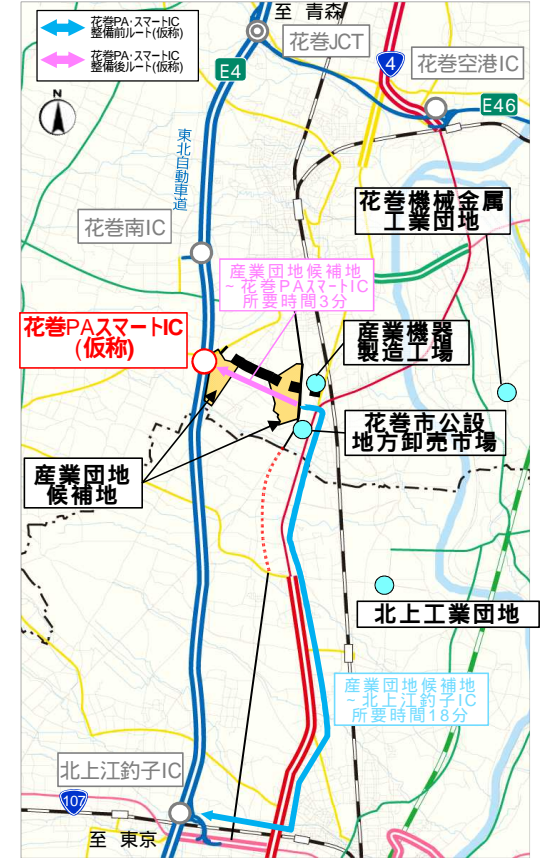 花巻PA・スマートIC
整備前ルート(仮称)
花巻PA・スマートIC
整備後ルート(仮称)
至 青森
花巻JCT
4
花巻空港IC
E4
E46
N
東北自動車道
花巻機械金属
工業団地
花巻南IC
産業団地候補地
~花巻PAスマートIC
所要時間3分
花巻PAスマートIC
(仮称)
産業機器
製造工場
花巻市公設
地方卸売市場
産業団地
候補地
北上工業団地
産業団地候補地
~北上江釣子IC
所要時間18分
北上江釣子IC
107
至 東京